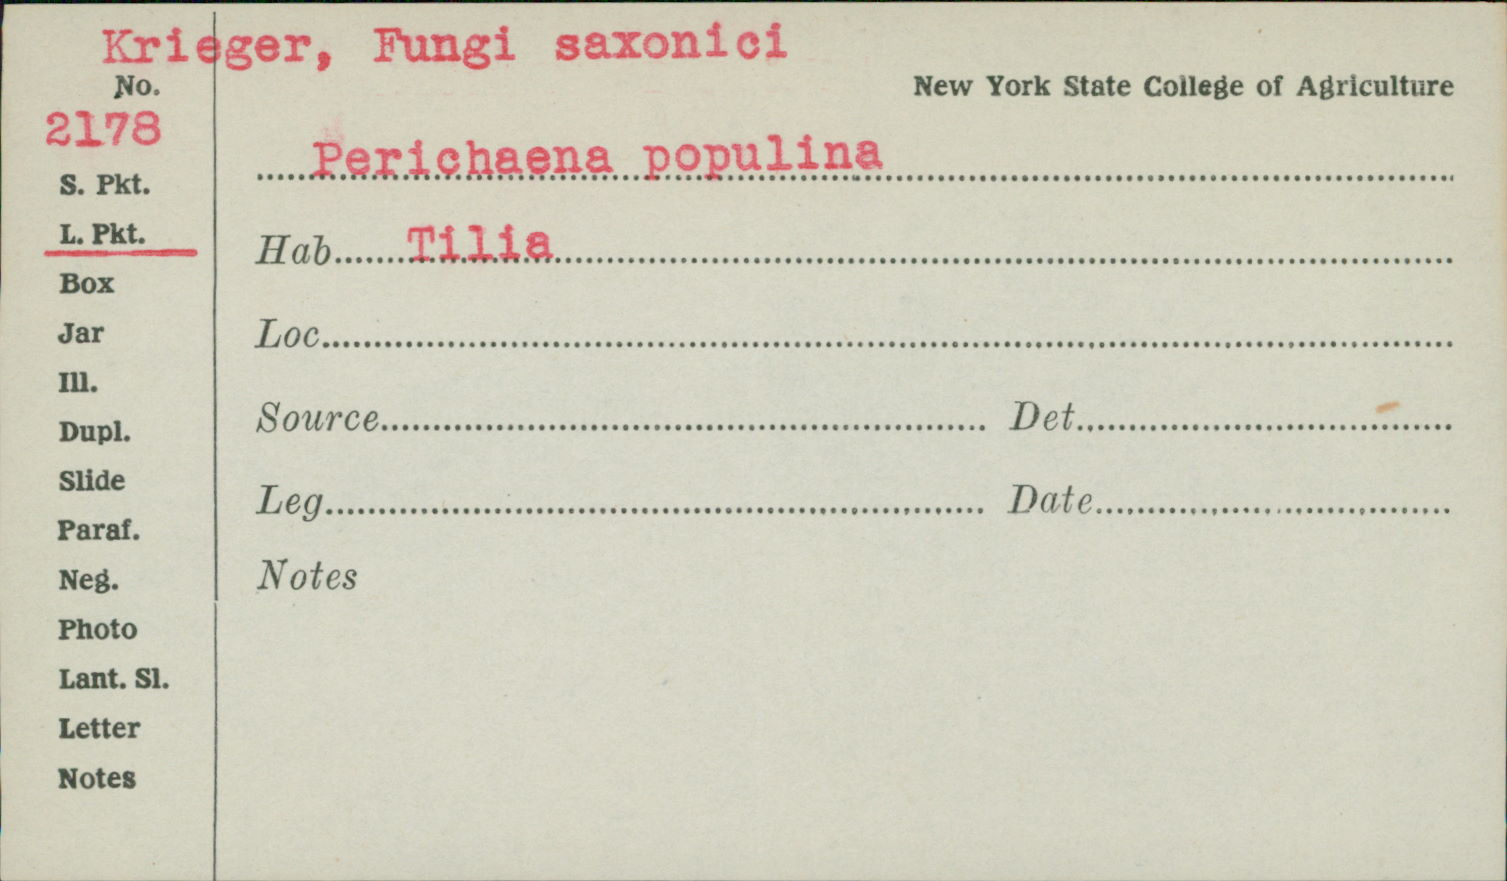 Krieger, Fungi saxonici
No.
New York State College of Agriculture
2178
Perichaena populina
S. Pkt.
L. Pkt.
Hab. Tilia
Box
Loc.
Jar
Ill.
Source Det.
Dupl.
Slide
Leg. Date
Paraf.
Neg.
Notes
Photo
Lant. Sl.
Letter
Notes